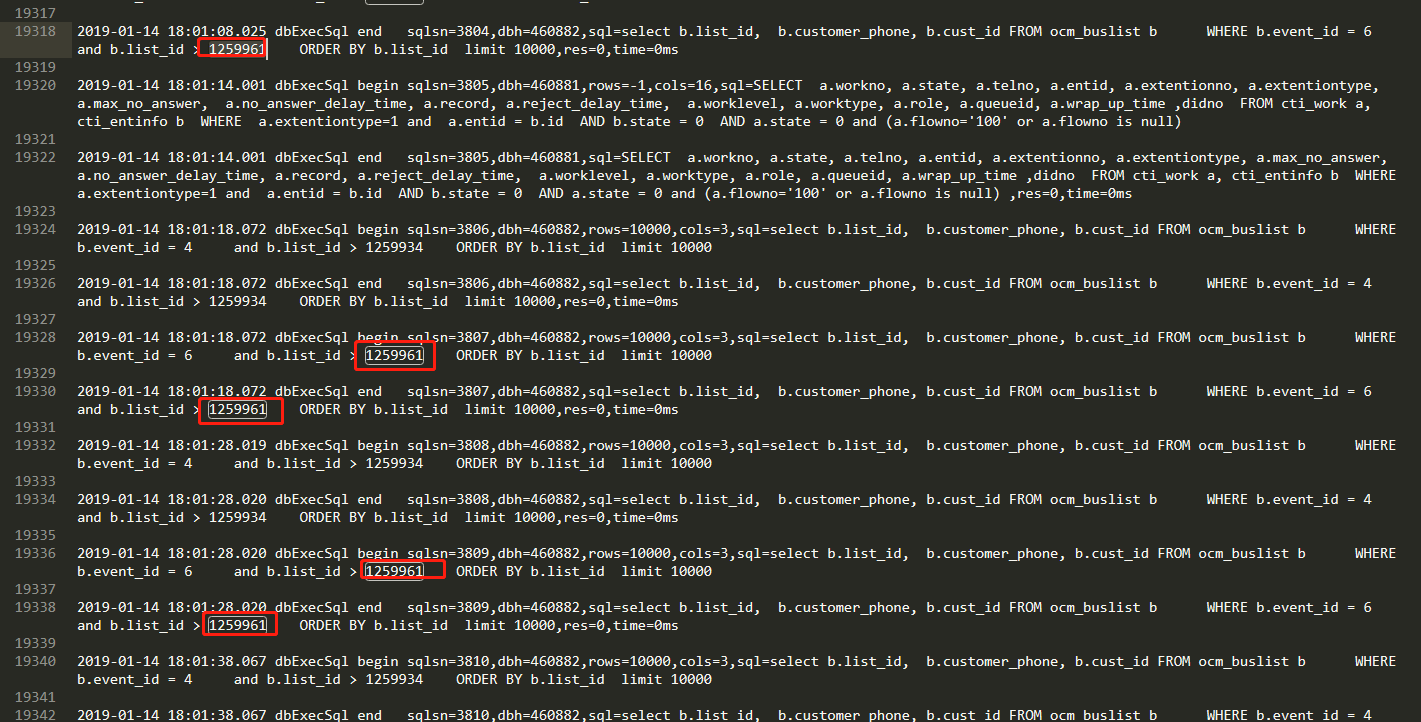 19317
19318 2019-01-14 18:01:08.025 dbExecSql end   sqlsn=3804,dbh=460882,sql=select b.list_id,  b.customer_phone, b.cust_id FROM ocm_buslist b      WHERE b.event_id = 6
and b.list_id > 1259961    ORDER BY b.list_id  limit 10000,res=0,time=0ms
19319
19320 2019-01-14 18:01:14.001 dbExecSql begin sqlsn=3805,dbh=460881,rows=-1,cols=16,sql=SELECT  a.workno, a.state, a.telno, a.entid, a.extentionno, a.extentiontype,
a.max_no_answer,  a.no_answer_delay_time, a.record, a.reject_delay_time,  a.worklevel, a.worktype, a.role, a.queueid, a.wrap_up_time ,didno  FROM cti_work a,
cti_entinfo b  WHERE  a.extentiontype=1 and  a.entid = b.id  AND b.state = 0  AND a.state = 0 and (a.flowno='100' or a.flowno is null)
19321
19322 2019-01-14 18:01:14.001 dbExecSql end   sqlsn=3805,dbh=460881,sql=SELECT  a.workno, a.state, a.telno, a.entid, a.extentionno, a.extentiontype, a.max_no_answer,
a.no_answer_delay_time, a.record, a.reject_delay_time,  a.worklevel, a.worktype, a.role, a.queueid, a.wrap_up_time ,didno  FROM cti_work a, cti_entinfo b  WHERE
a.extentiontype=1 and  a.entid = b.id  AND b.state = 0  AND a.state = 0 and (a.flowno='100' or a.flowno is null) ,res=0,time=0ms
19323
19324 2019-01-14 18:01:18.072 dbExecSql begin sqlsn=3806,dbh=460882,rows=10000,cols=3,sql=select b.list_id,  b.customer_phone, b.cust_id FROM ocm_buslist b      WHERE
b.event_id = 4     and b.list_id > 1259934    ORDER BY b.list_id  limit 10000
19325
19326 2019-01-14 18:01:18.072 dbExecSql end   sqlsn=3806,dbh=460882,sql=select b.list_id,  b.customer_phone, b.cust_id FROM ocm_buslist b      WHERE b.event_id = 4
and b.list_id > 1259934    ORDER BY b.list_id  limit 10000,res=0,time=0ms
19327
19328 2019-01-14 18:01:18.072 dbExecSql begin sqlsn=3807,dbh=460882,rows=10000,cols=3,sql=select b.list_id,  b.customer_phone, b.cust_id FROM ocm_buslist b      WHERE
b.event_id = 6     and b.list_id > 1259961    ORDER BY b.list_id  limit 10000
19329
19330 2019-01-14 18:01:18.072 dbExecSql end   sqlsn=3807,dbh=460882,sql=select b.list_id,  b.customer_phone, b.cust_id FROM ocm_buslist b      WHERE b.event_id = 6
and b.list_id > 1259961    ORDER BY b.list_id  limit 10000,res=0,time=0ms
19331
19332 2019-01-14 18:01:28.019 dbExecSql begin sqlsn=3808,dbh=460882,rows=10000,cols=3,sql=select b.list_id,  b.customer_phone, b.cust_id FROM ocm_buslist b      WHERE
b.event_id = 4     and b.list_id > 1259934    ORDER BY b.list_id  limit 10000
19333
19334 2019-01-14 18:01:28.020 dbExecSql end   sqlsn=3808,dbh=460882,sql=select b.list_id,  b.customer_phone, b.cust_id FROM ocm_buslist b      WHERE b.event_id = 4
and b.list_id > 1259934    ORDER BY b.list_id  limit 10000,res=0,time=0ms
19335
19336 2019-01-14 18:01:28.020 dbExecSql begin sqlsn=3809,dbh=460882,rows=10000,cols=3,sql=select b.list_id,  b.customer_phone, b.cust_id FROM ocm_buslist b      WHERE
b.event_id = 6     and b.list_id > 1259961    ORDER BY b.list_id  limit 10000
19337
19338 2019-01-14 18:01:28.020 dbExecSql end   sqlsn=3809,dbh=460882,sql=select b.list_id,  b.customer_phone, b.cust_id FROM ocm_buslist b      WHERE b.event_id = 6
and b.list_id > 1259961    ORDER BY b.list_id  limit 10000,res=0,time=0ms
19339
19340 2019-01-14 18:01:38.067 dbExecSql begin sqlsn=3810,dbh=460882,rows=10000,cols=3,sql=select b.list_id,  b.customer_phone, b.cust_id FROM ocm_buslist b      WHERE
b.event_id = 4     and b.list_id > 1259934    ORDER BY b.list_id  limit 10000
19341
19342 2019-01-14 18:01:38.067 dbExecSql end   sqlsn=3810,dbh=460882,sql=select b.list_id,  b.customer_phone, b.cust_id FROM ocm_buslist b      WHERE b.event_id = 4